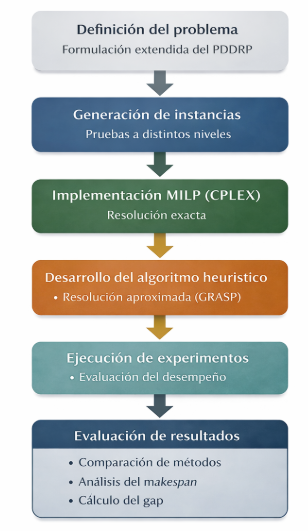 Definición del problema
Formulación extendida del PDDRP
Generación de instancias
Pruebas a distintos niveles
Implementación MILP (CPLEX)
Resolución exacta
Desarrollo del algoritmo heuristico
• Resolución aproximada (GRASP)
Ejecución de experimentos
• Evaluación del desempeño
Evaluación de resultados
• Comparación de métodos
• Análisis del makespan
• Cálculo del gap